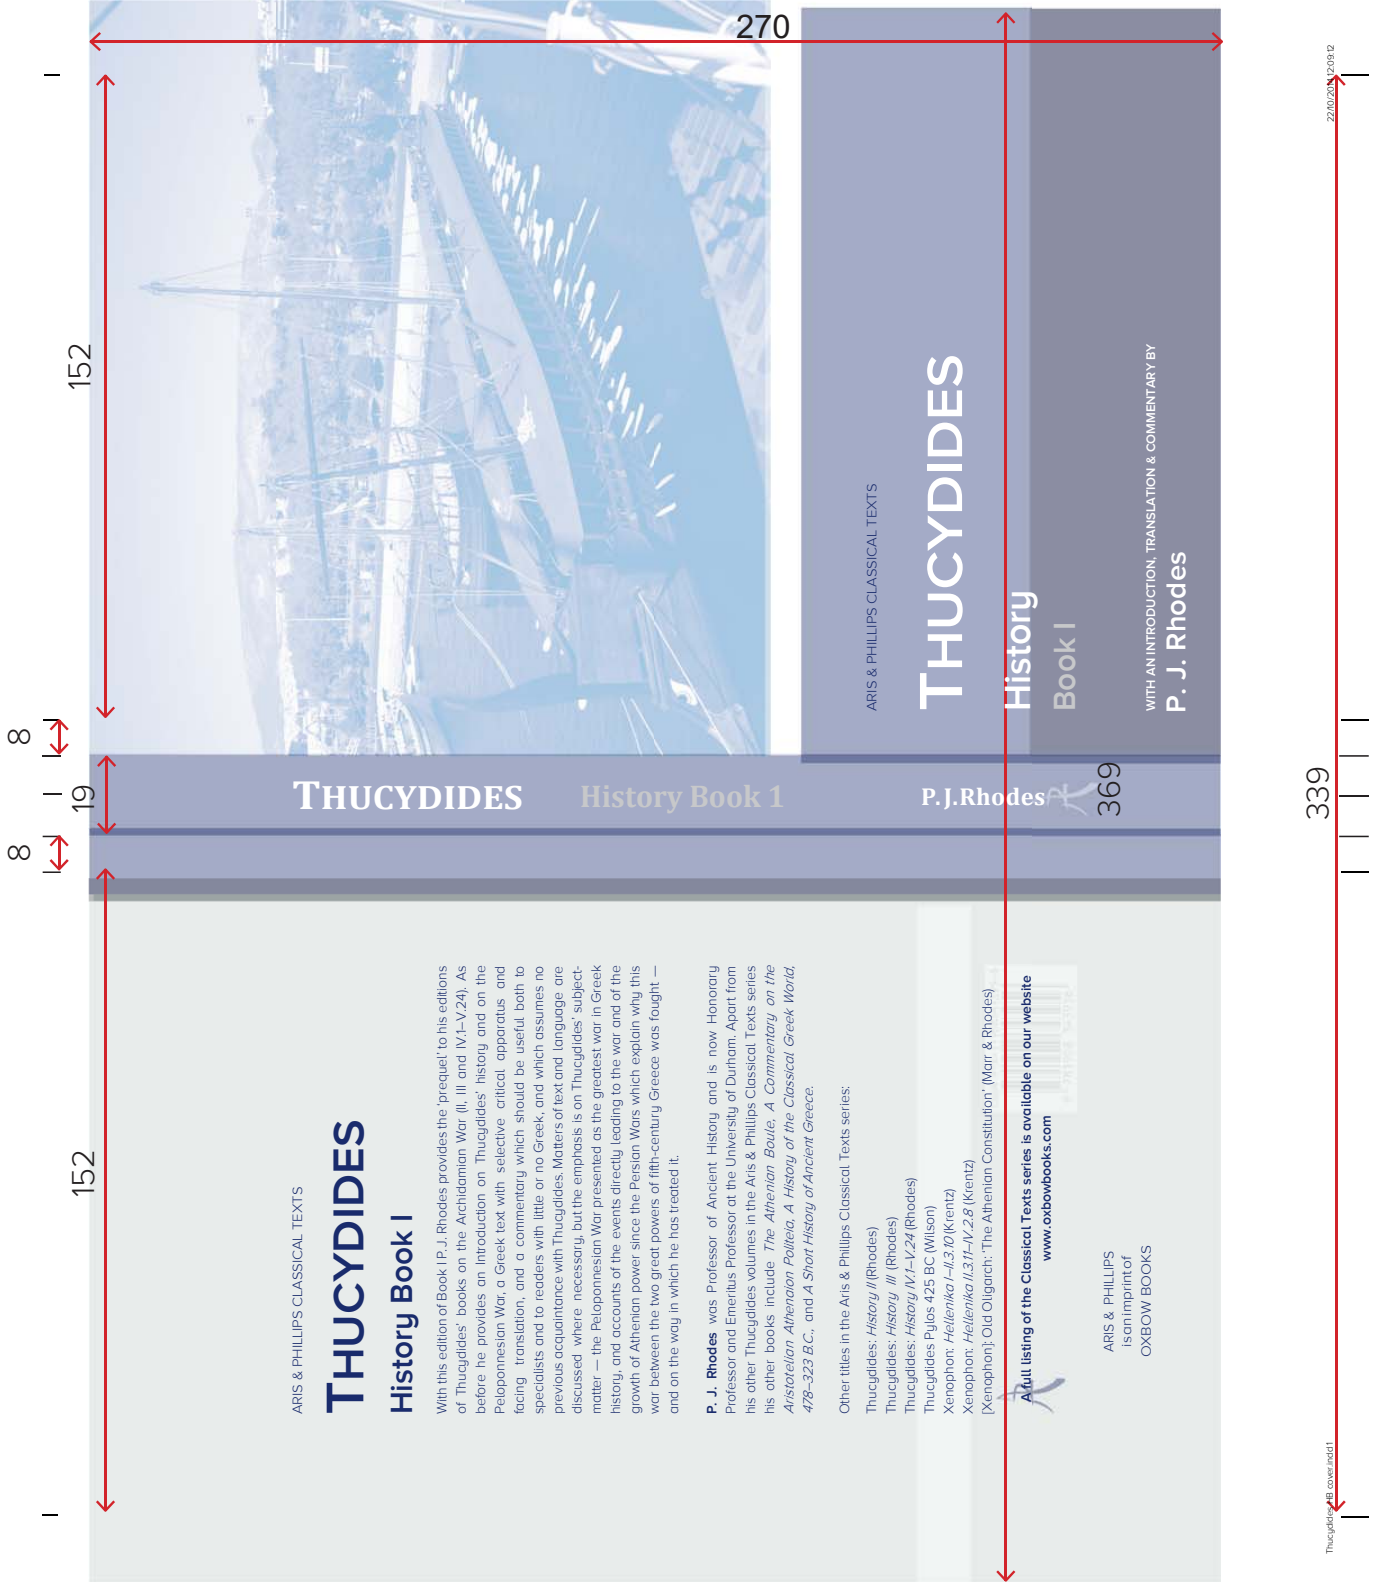 270
152
8
19
8
152
369
339
22/10/2014 12:09:12
Thucydides HB cover.indd 1
ARIS & PHILLIPS CLASSICAL TEXTS
THUCYDIDES
History
Book I
WITH AN INTRODUCTION, TRANSLATION & COMMENTARY BY
P. J. Rhodes
THUCYDIDES History Book 1 P.J.Rhodes
ARIS & PHILLIPS CLASSICAL TEXTS
THUCYDIDES
History Book I
With this edition of Book I P. J. Rhodes provides the 'prequel' to his editions
of Thucydides' books on the Archidamian War (II, III and IV.1–V.24). As
before he provides an Introduction on Thucydides' history and on the
Peloponnesian War, a Greek text with selective critical apparatus and
facing translation, and a commentary which should be useful both to
specialists and to readers with little or no Greek, and which assumes no
previous acquaintance with Thucydides. Matters of text and language are
discussed where necessary, but the emphasis is on Thucydides' subject-
matter — the Peloponnesian War presented as the greatest war in Greek
history, and accounts of the events directly leading to the war and of the
growth of Athenian power since the Persian Wars which explain why this
war between the two great powers of fifth-century Greece was fought —
and on the way in which he has treated it.
P. J. Rhodes was Professor of Ancient History and is now Honorary
Professor and Emeritus Professor at the University of Durham. Apart from
his other Thucydides volumes in the Aris & Phillips Classical Texts series
his other books include The Athenian Boule, A Commentary on the
Aristotelian Athenaion Politeia, A History of the Classical Greek World,
478–323 B.C., and A Short History of Ancient Greece.
Other titles in the Aris & Phillips Classical Texts series:
Thucydides: History II (Rhodes)
Thucydides: History III (Rhodes)
Thucydides: History IV.1–V.24 (Rhodes)
Thucydides Pylos 425 BC (Wilson)
Xenophon: Hellenika I–II.3.10 (Krentz)
Xenophon: Hellenika II.3.11–IV.2.8 (Krentz)
[Xenophon]: Old Oligarch: 'The Athenian Constitution' (Marr & Rhodes)
A full listing of the Classical Texts series is available on our website
www.oxbowbooks.com
ARIS & PHILLIPS
is an imprint of
OXBOW BOOKS